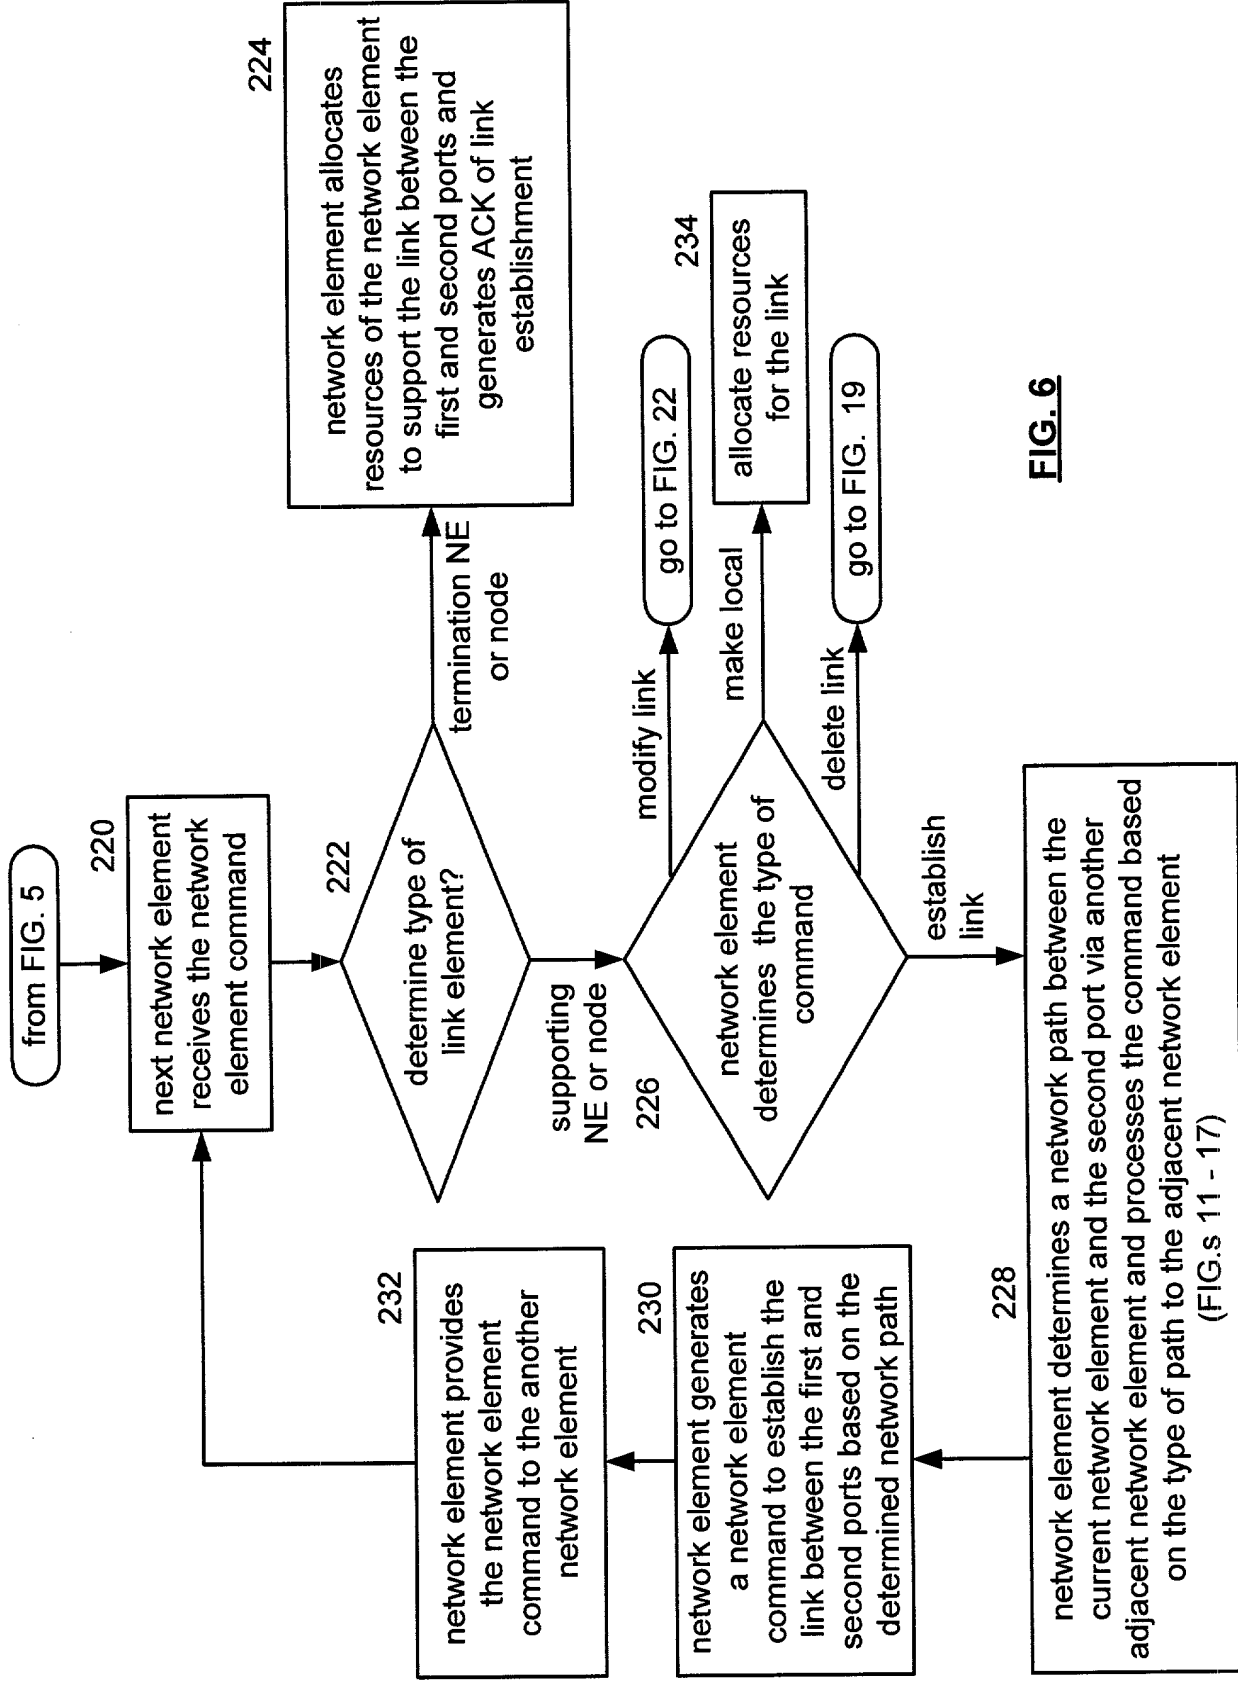 from FIG. 5
220
next network element
receives the network
element command
222
determine type of
link element?
termination NE
or node
224
network element allocates
resources of the network element
to support the link between the
first and second ports and
generates ACK of link
establishment
supporting
NE or node
226
network element
determines the type of
command
modify link
go to FIG. 22
make local
234
allocate resources
for the link
delete link
go to FIG. 19
establish
link
228
network element determines a network path between the
current network element and the second port via another
adjacent network element and processes the command based
on the type of path to the adjacent network element
(FIG.s 11 - 17)
230
network element generates
a network element
command to establish the
link between the first and
second ports based on the
determined network path
232
network element provides
the network element
command to the another
network element
FIG. 6